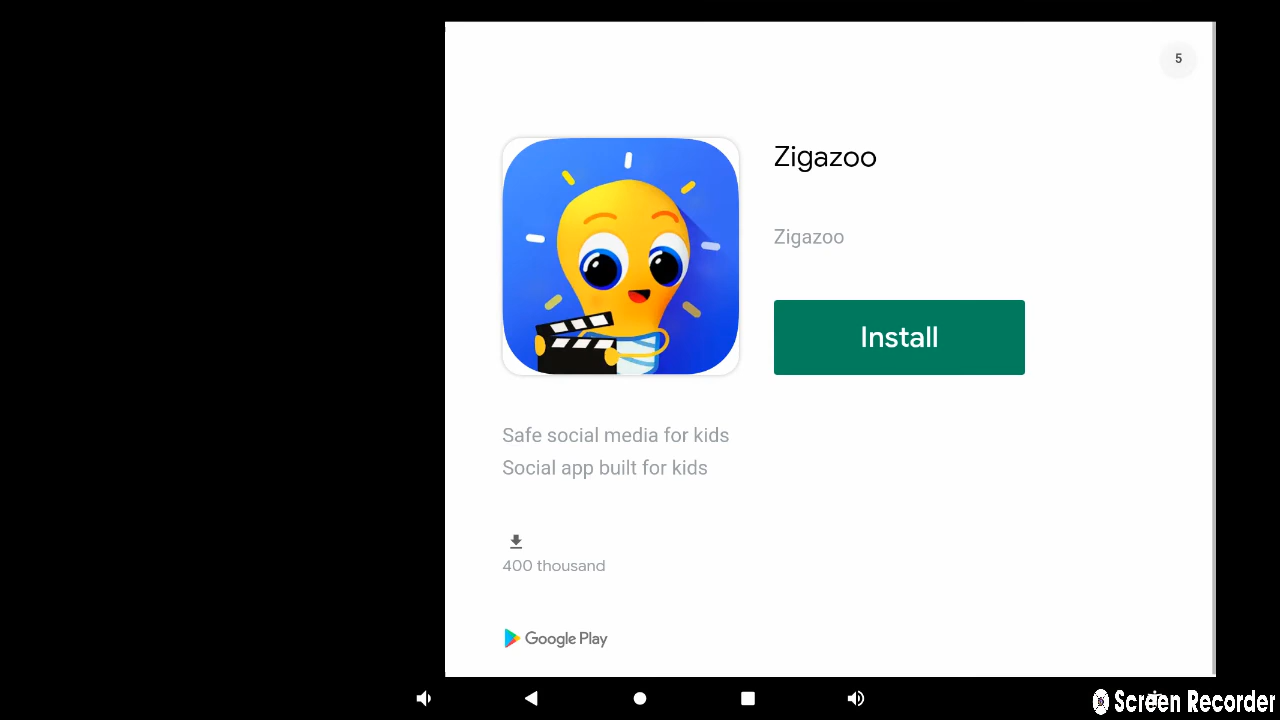 5
Zigazoo
Zigazoo
Install
Safe social media for kids
Social app built for kids
400 thousand
Google Play
Screen Recorder